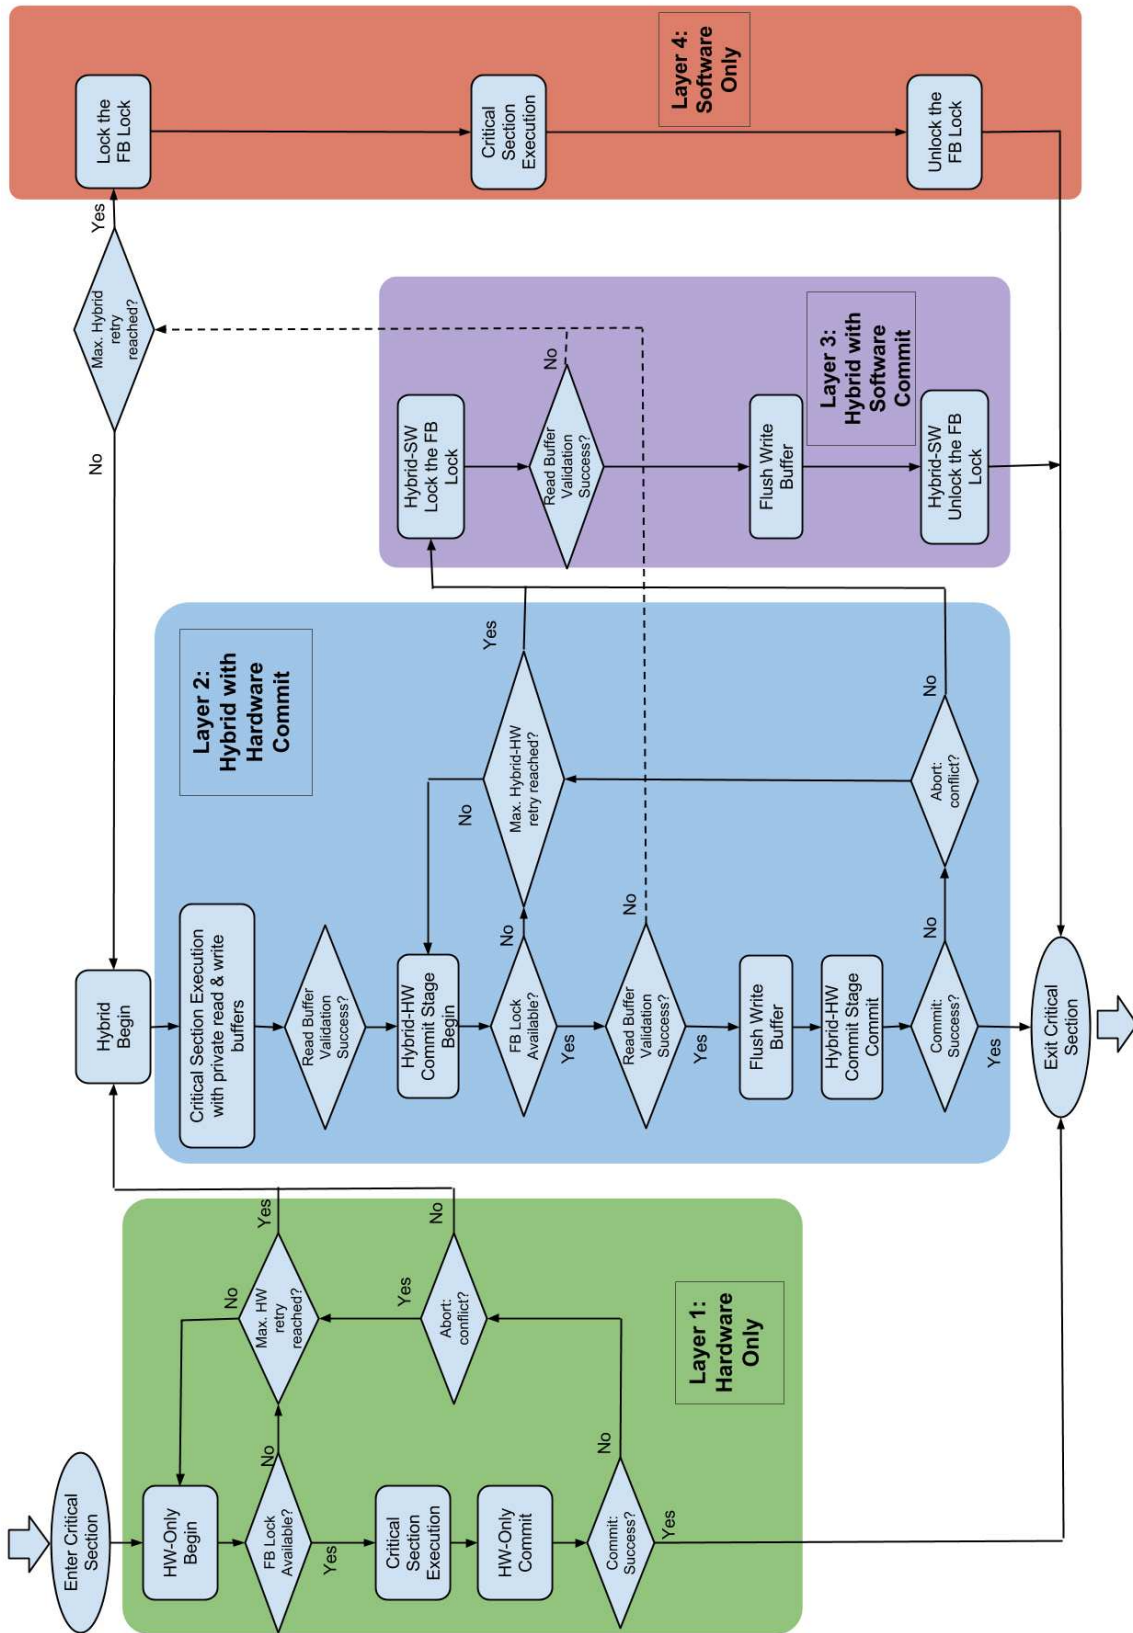 Enter Critical
Section
HW-Only
Begin
FB Lock
Available?
No
Yes
Critical
Section
Execution
HW-Only
Commit
Commit:
Success?
No
Yes
Max. HW
retry
reached?
No
Yes
Abort:
conflict?
Yes
No
Layer 1:
Hardware
Only
Hybrid
Begin
Critical Section Execution
with private read & write
buffers
Read Buffer
Validation
Success?
Hybrid-HW
Commit Stage
Begin
FB Lock
Available?
No
Yes
Read Buffer
Validation
Success?
No
Yes
Flush Write
Buffer
Hybrid-HW
Commit Stage
Commit
Commit:
Success?
No
Yes
Max. Hybrid-HW
retry reached?
No
Yes
Abort:
conflict?
No
Layer 2:
Hybrid with
Hardware
Commit
Hybrid-SW
Lock the FB
Lock
Read Buffer
Validation
Success?
No
Flush Write
Buffer
Hybrid-SW
Unlock the FB
Lock
Layer 3:
Hybrid with
Software
Commit
Max. Hybrid
retry
reached?
No
Yes
Lock the
FB Lock
Critical
Section
Execution
Unlock the
FB Lock
Layer 4:
Software
Only
Exit Critical
Section